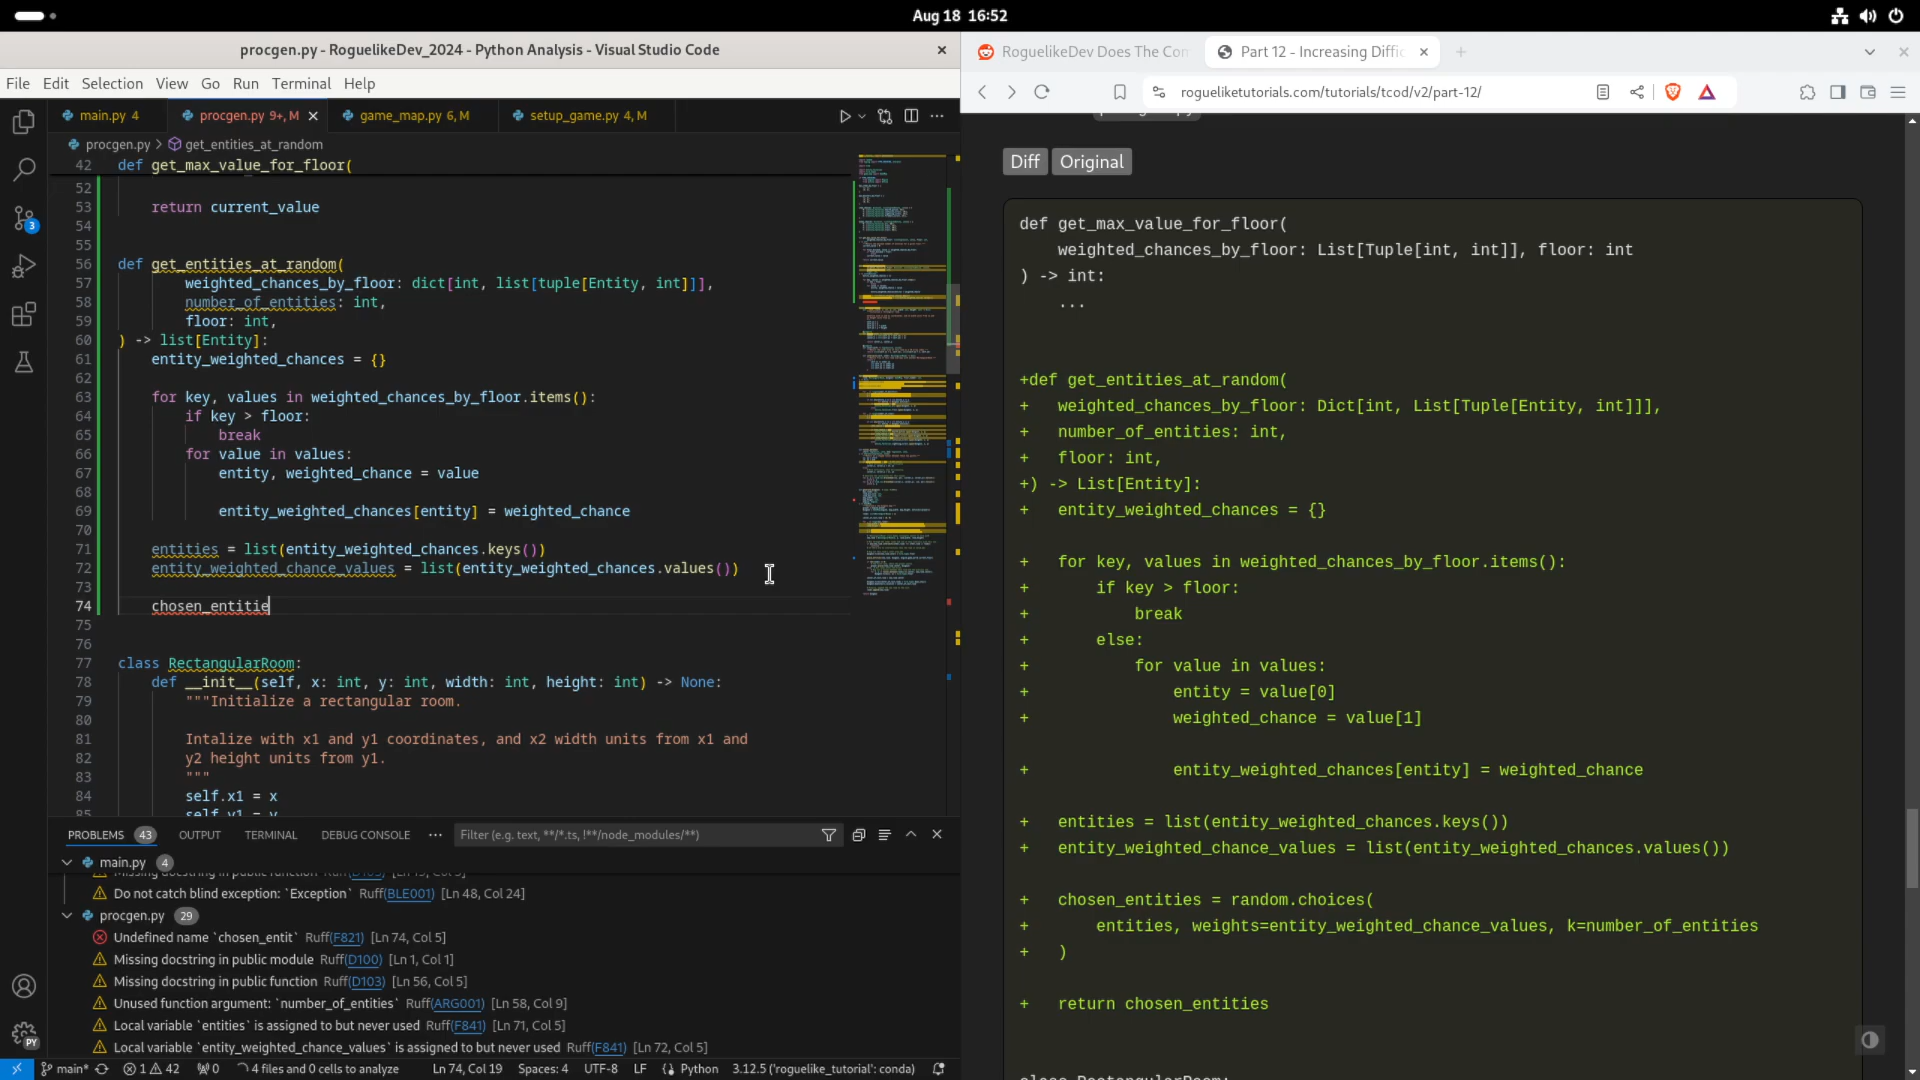 Aug 18 16:52
procgen.py - RoguelikeDev_2024 - Python Analysis - Visual Studio Code
File Edit Selection View Go Run Terminal Help
main.py 4
procgen.py 9+, M
game_map.py 6, M
setup_game.py 4, M
procgen.py > get_entities_at_random
42 def get_max_value_for_floor(
52
53 return current_value
54
55
56 def get_entities_at_random(
57 weighted_chances_by_floor: dict[int, list[tuple[Entity, int]]],
58 number_of_entities: int,
59 floor: int,
60 ) -> list[Entity]:
61 entity_weighted_chances = {}
62
63 for key, values in weighted_chances_by_floor.items():
64 if key > floor:
65 break
66 for value in values:
67 entity, weighted_chance = value
68
69 entity_weighted_chances[entity] = weighted_chance
70
71 entities = list(entity_weighted_chances.keys())
72 entity_weighted_chance_values = list(entity_weighted_chances.values())
73
74 chosen_entitie
75
76
77 class RectangularRoom:
78 def __init__(self, x: int, y: int, width: int, height: int) -> None:
79 """Initialize a rectangular room.
80
81 Intalize with x1 and y1 coordinates, and x2 width units from x1 and
82 y2 height units from y1.
83 """
84 self.x1 = x
85 self.y1 = y
PROBLEMS 43 OUTPUT TERMINAL DEBUG CONSOLE Filter (e.g. text, **/*.ts, !**/node_modules/**)
main.py 4
Missing docstring in public function Ruff(D103)
Do not catch blind exception: `Exception` Ruff(BLE001) [Ln 48, Col 24]
procgen.py 29
Undefined name `chosen_entit` Ruff(F821) [Ln 74, Col 5]
Missing docstring in public module Ruff(D100) [Ln 1, Col 1]
Missing docstring in public function Ruff(D103) [Ln 56, Col 5]
Unused function argument: `number_of_entities` Ruff(ARG001) [Ln 58, Col 9]
Local variable `entities` is assigned to but never used Ruff(F841) [Ln 71, Col 5]
Local variable `entity_weighted_chance_values` is assigned to but never used Ruff(F841) [Ln 72, Col 5]
3
PY
main* 1 42 0 4 files and 0 cells to analyze Ln 74, Col 19 Spaces: 4 UTF-8 LF Python 3.12.5 ('roguelike_tutorial': conda)
RoguelikeDev Does The Con
Part 12 - Increasing Diffic
rogueliketutorials.com/tutorials/tcod/v2/part-12/
Diff Original
def get_max_value_for_floor(
weighted_chances_by_floor: List[Tuple[int, int]], floor: int
) -> int:
...
+def get_entities_at_random(
+ weighted_chances_by_floor: Dict[int, List[Tuple[Entity, int]]],
+ number_of_entities: int,
+ floor: int,
+) -> List[Entity]:
+ entity_weighted_chances = {}
+ for key, values in weighted_chances_by_floor.items():
+ if key > floor:
+ break
+ else:
+ for value in values:
+ entity = value[0]
+ weighted_chance = value[1]
+ entity_weighted_chances[entity] = weighted_chance
+ entities = list(entity_weighted_chances.keys())
+ entity_weighted_chance_values = list(entity_weighted_chances.values())
+ chosen_entities = random.choices(
+ entities, weights=entity_weighted_chance_values, k=number_of_entities
+ )
+ return chosen_entities
class RectangularRoom: